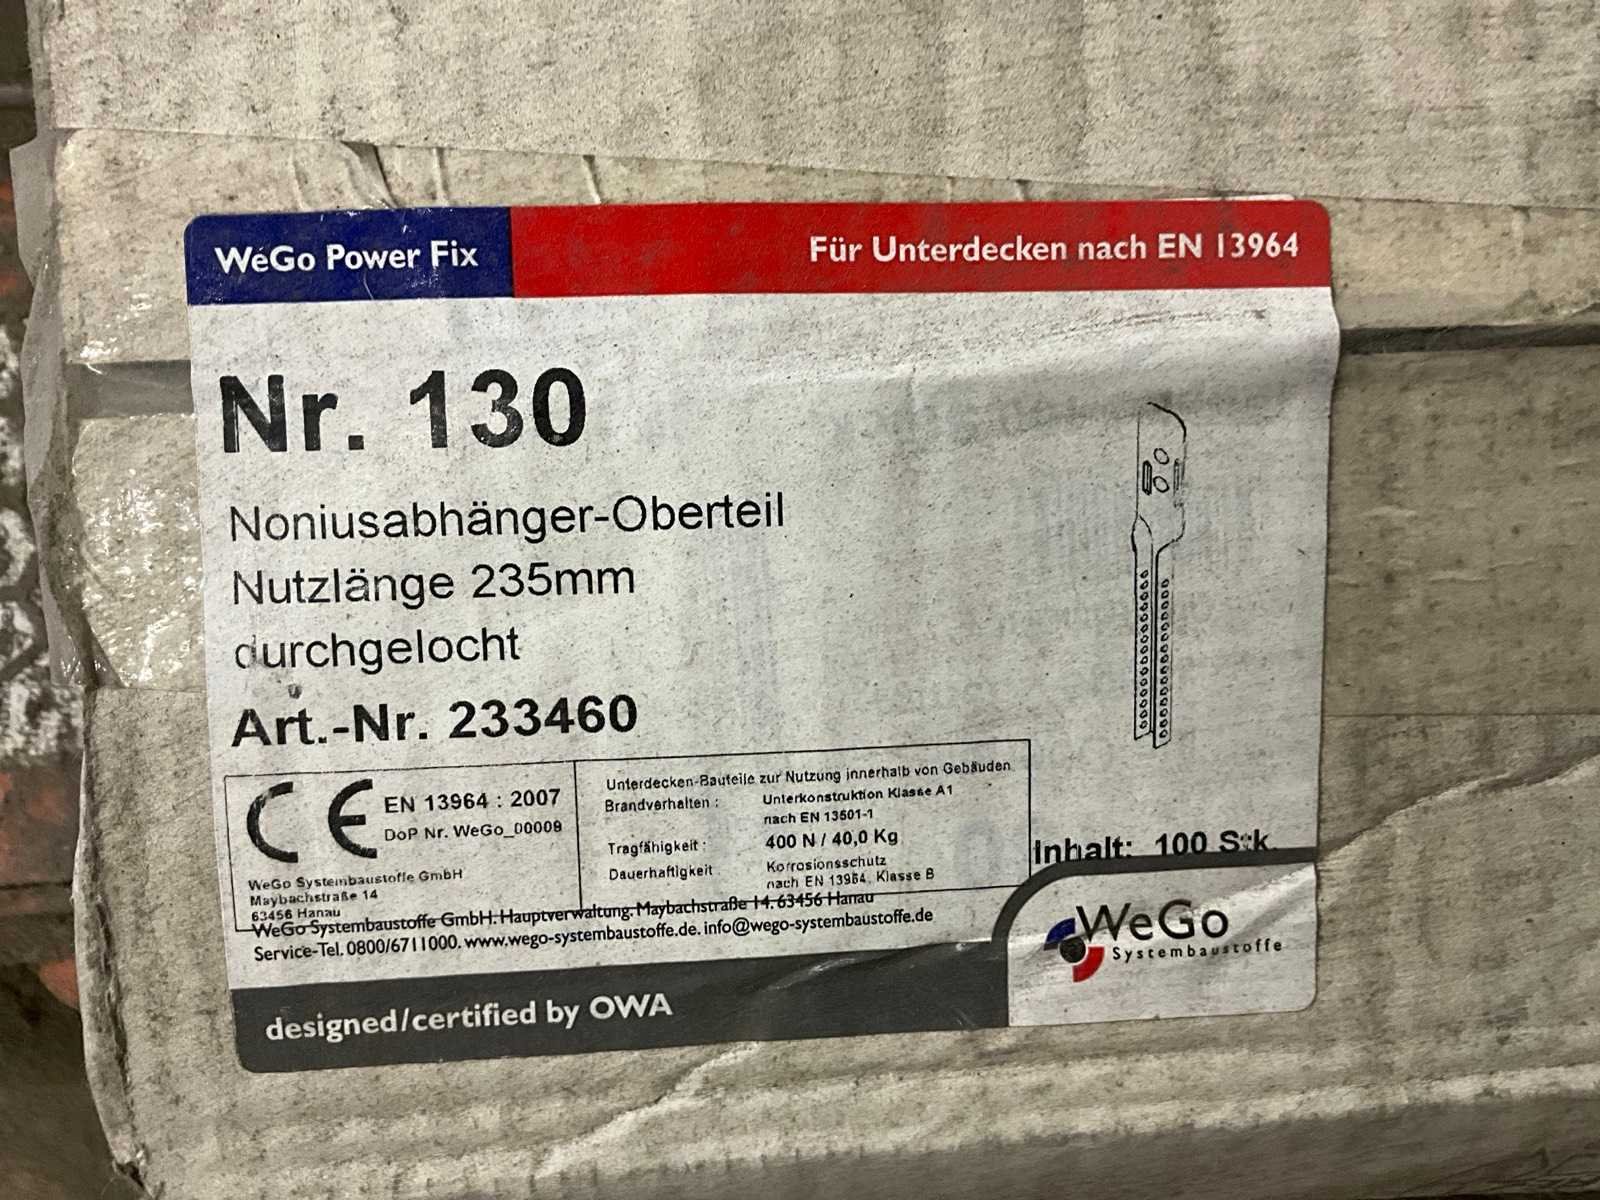 WeGo Power Fix
Für Unterdecken nach EN 13964
Nr. 130
Noniusabhänger-Oberteil
Nutzlänge 235mm
durchgelocht
Art.-Nr. 233460
CE
EN 13964 : 2007
DoP Nr. WeGo_00009
WeGo Systembaustoffe GmbH
Maybachstraße 14
63456 Hanau
Unterdecken-Bauteile zur Nutzung innerhalb von Gebäuden
Brandverhalten : Unterkonstruktion Klasse A1
nach EN 13501-1
Tragfähigkeit : 400 N / 40,0 Kg
Dauerhaftigkeit Korrosionsschutz
nach EN 13964, Klasse B
Inhalt: 100 Stk.
WeGo Systembaustoffe GmbH. Hauptverwaltung. Maybachstraße 14. 63456 Hanau
Service-Tel. 0800/6711000. www.wego-systembaustoffe.de. info@wego-systembaustoffe.de
WeGo
Systembaustoffe
designed/certified by OWA